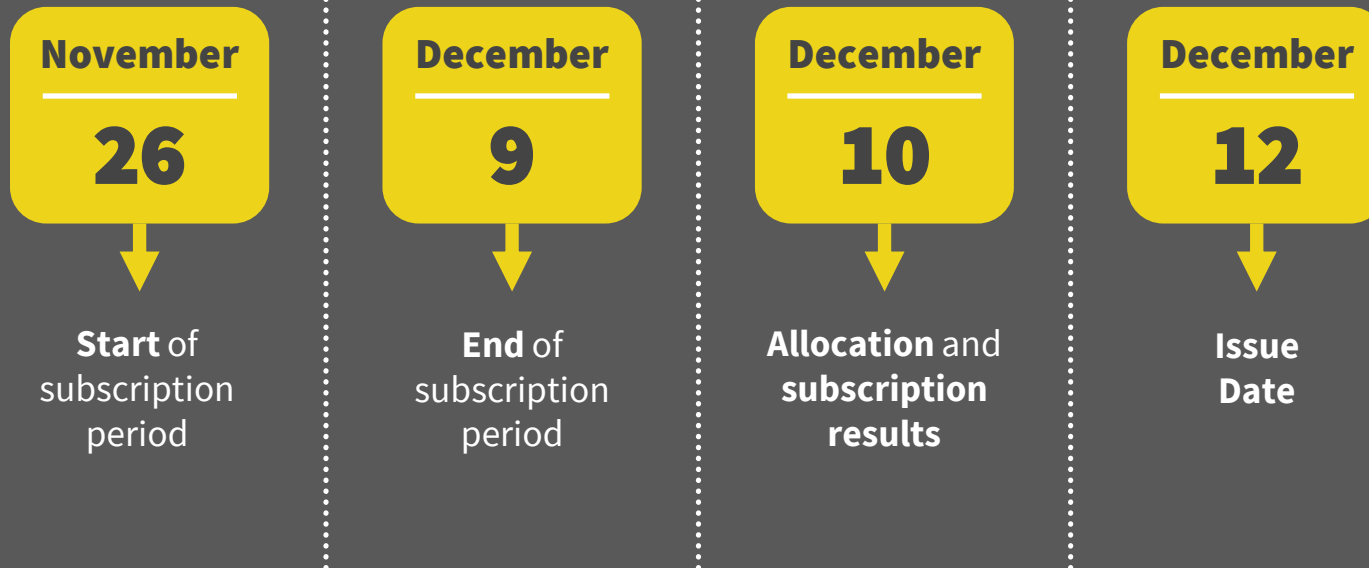 November
26
Start of
subscription
period
December
9
End of
subscription
period
December
10
Allocation and
subscription
results
December
12
Issue
Date